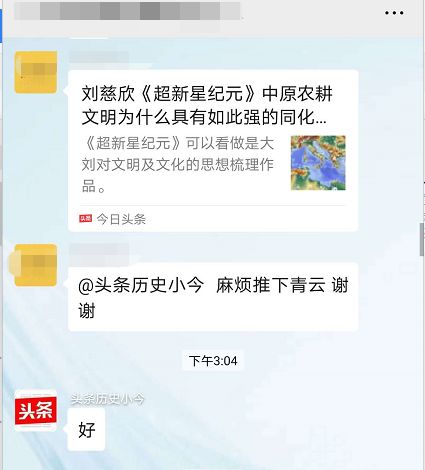 刘慈欣《超新星纪元》中原农耕
文明为什么具有如此强的同化...
《超新星纪元》可以看做是大
刘对文明及文化的思想梳理作
品。
头条 今日头条
@头条历史小今 麻烦推下青云 谢
谢
下午3:04
头条历史小今
头条
好